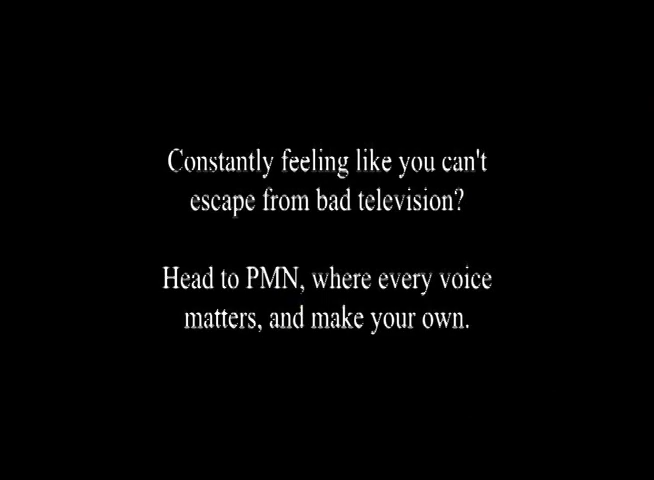 Constantly feeling like you can't
escape from bad television?
Head to PMN, where every voice
matters, and make your own.